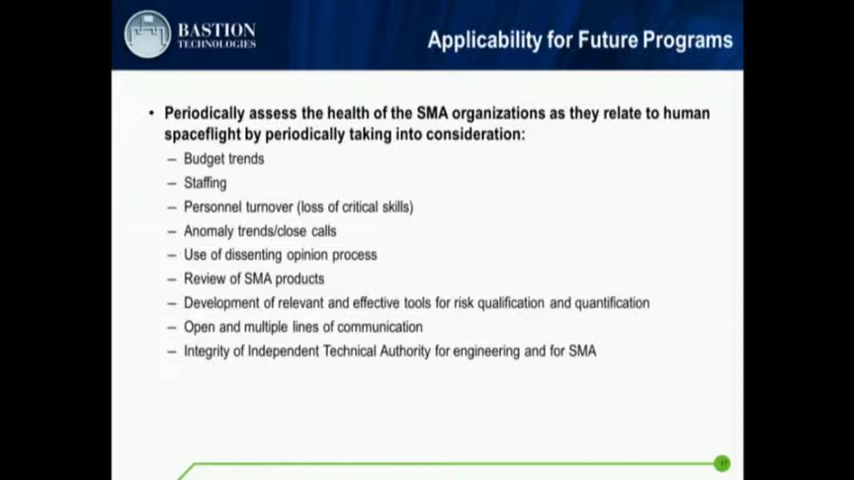 BASTION
TECHNOLOGIES
Applicability for Future Programs
• Periodically assess the health of the SMA organizations as they relate to human
spaceflight by periodically taking into consideration:
– Budget trends
– Staffing
– Personnel turnover (loss of critical skills)
– Anomaly trends/close calls
– Use of dissenting opinion process
– Review of SMA products
– Development of relevant and effective tools for risk qualification and quantification
– Open and multiple lines of communication
– Integrity of Independent Technical Authority for engineering and for SMA